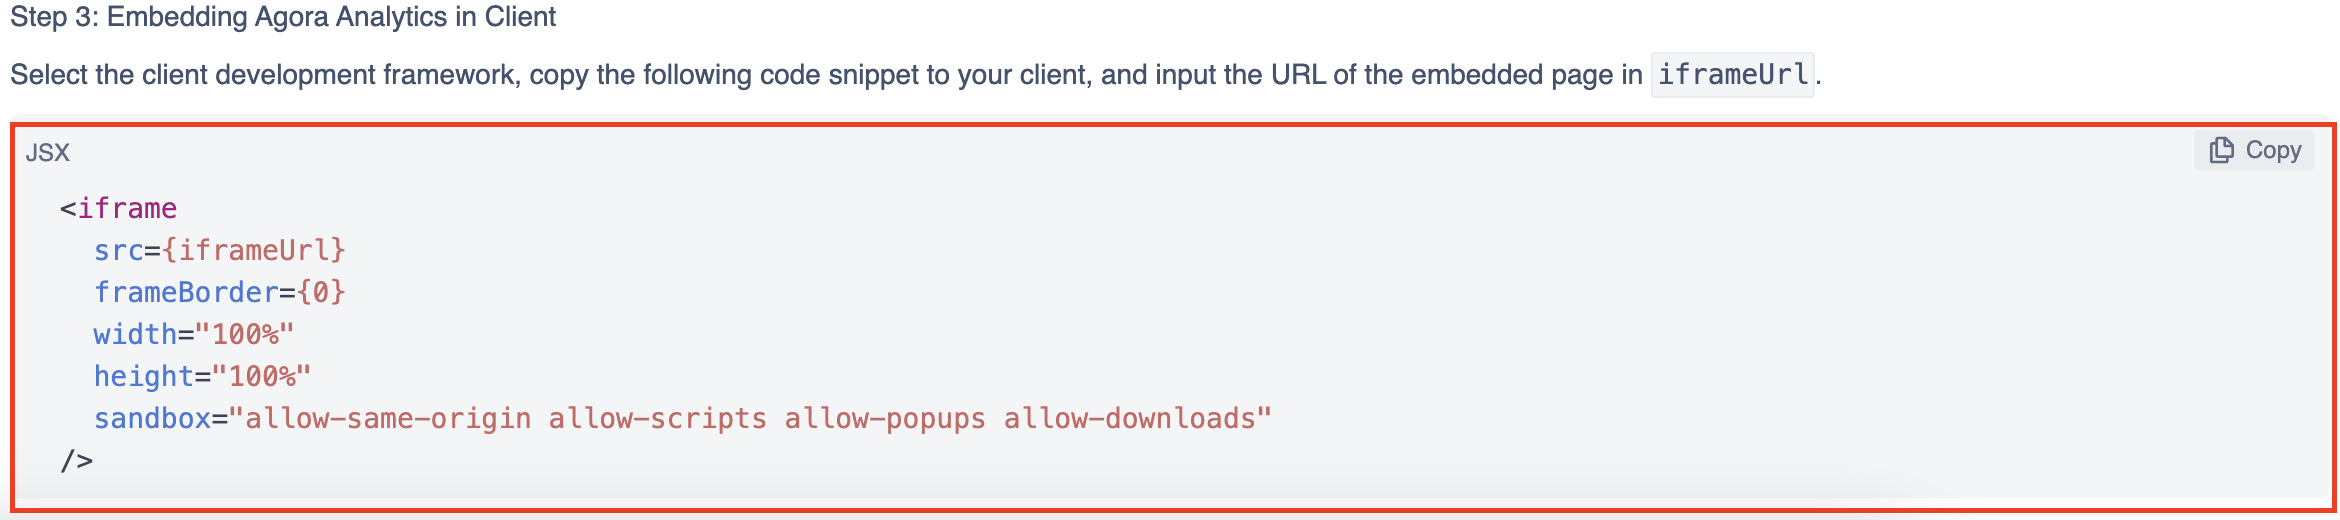 Step 3: Embedding Agora Analytics in Client
Select the client development framework, copy the following code snippet to your client, and input the URL of the embedded page in iframeUrl.
JSX
Copy
<iframe
  src={iframeUrl}
  frameBorder={0}
  width="100%"
  height="100%"
  sandbox="allow-same-origin allow-scripts allow-popups allow-downloads"
/>